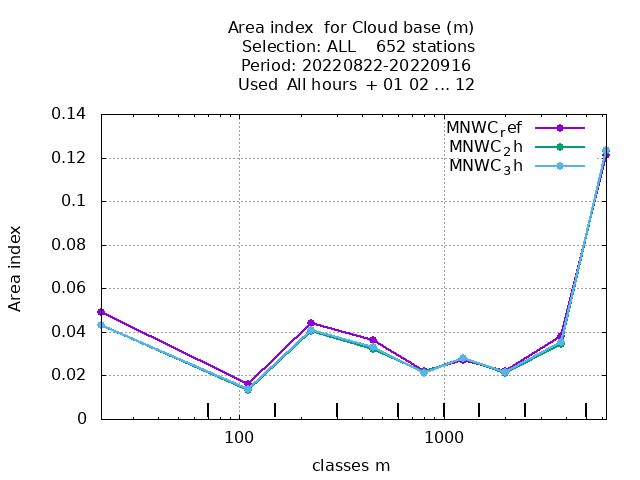 Area index for Cloud base (m)
Selection: ALL 652 stations
Period: 20220822-20220916
Used All hours + 01 02 ... 12
0.14
0.12
0.1
0.08
0.06
0.04
0.02
0
Area index
MNWC_ref
MNWC_2h
MNWC_3h
100 1000
classes m